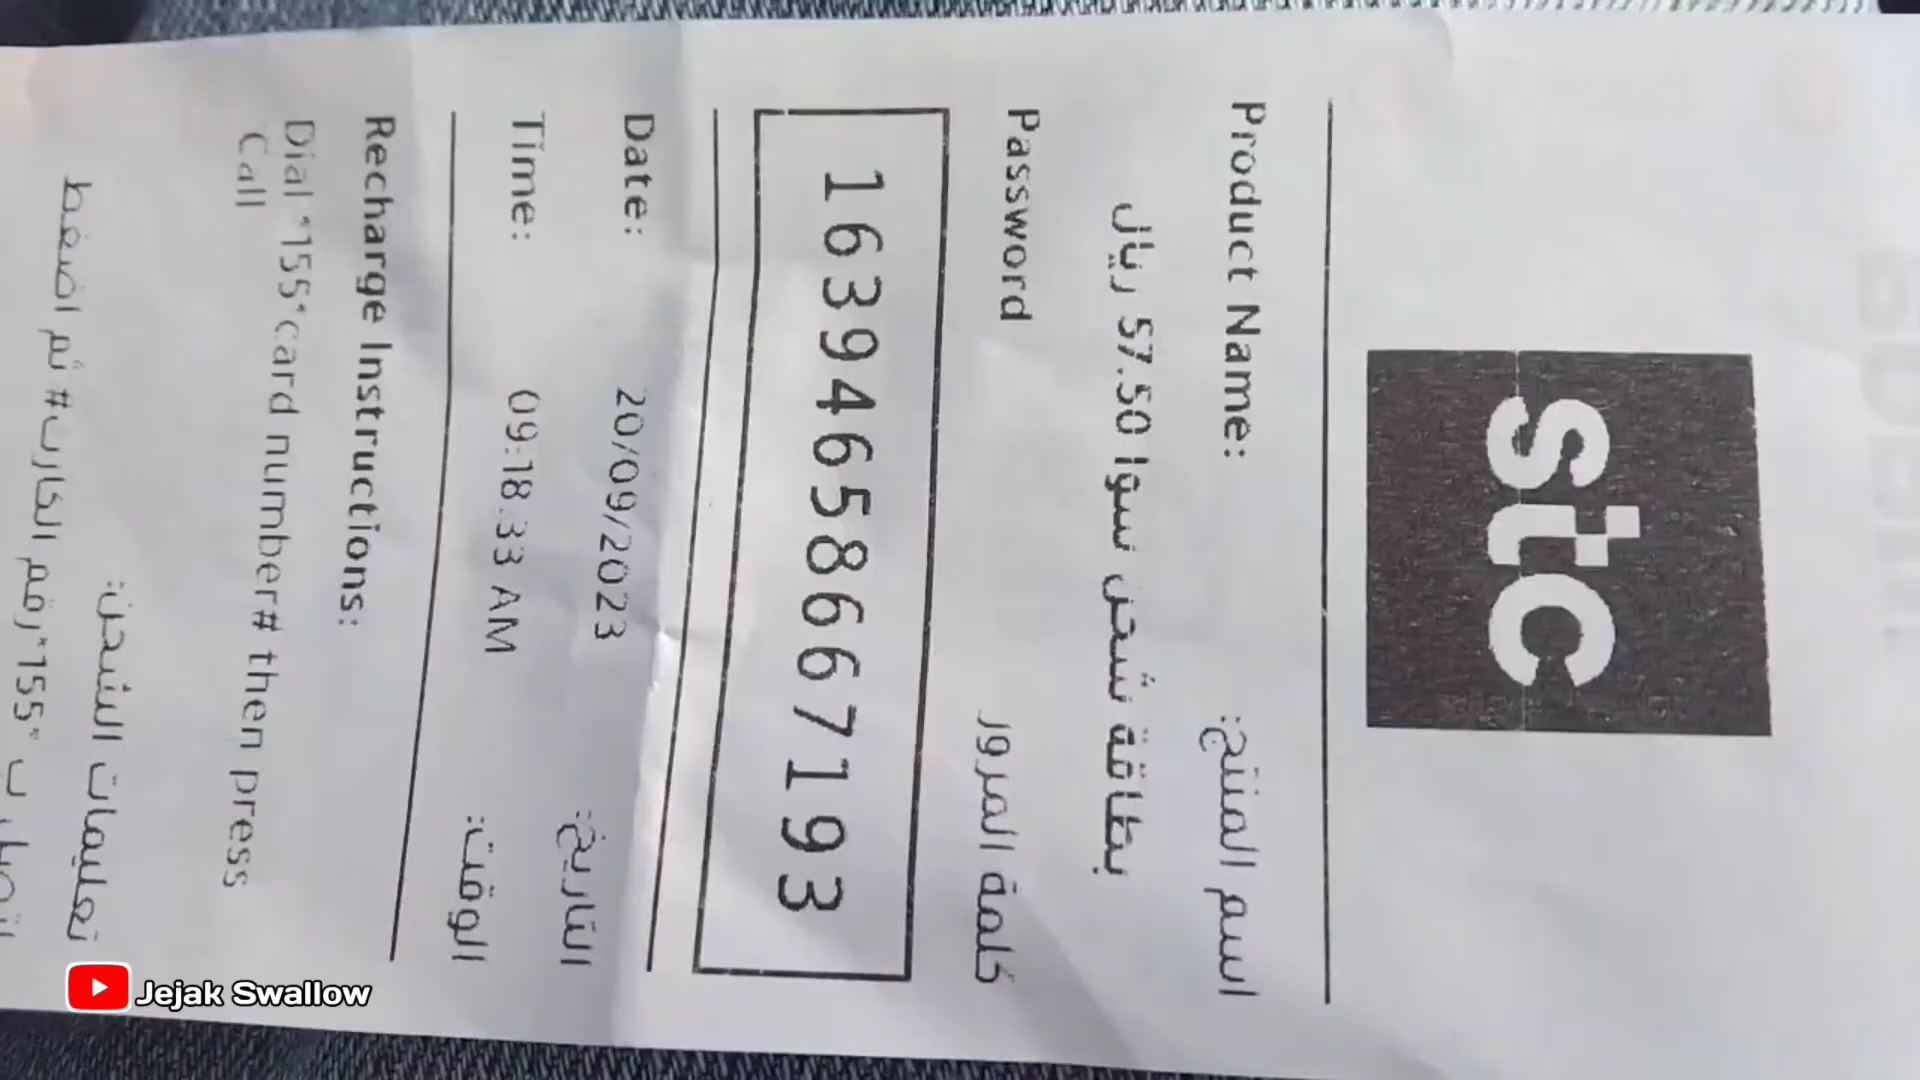 stc
Product Name: اسم المنتج:
بطاقة شحن سوا 57.50 ريال
Password كلمة المرور
16394658667193
Date: 20/09/2023 التاريخ:
Time: 09:18:33 AM الوقت:
Recharge Instructions:
Dial *155*card number# then press
Call
تعليمات الشحن:
*155*رقم الكارت# ثم اضغط
Jejak Swallow